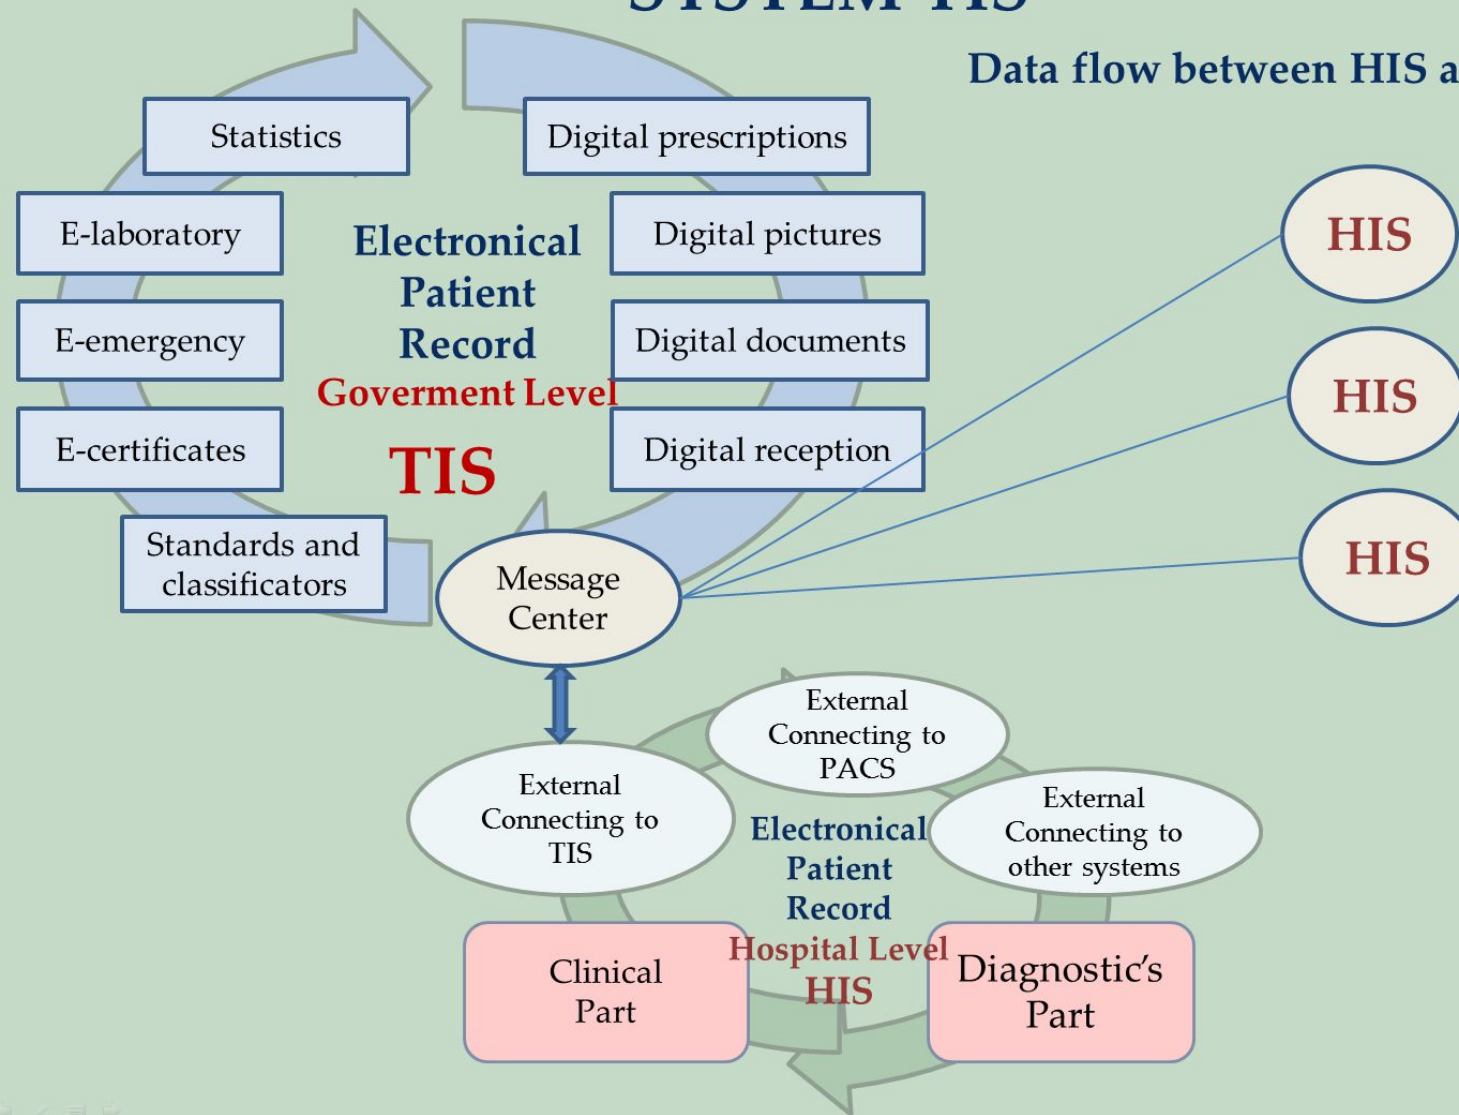 SYSTEM TIS
Data flow between HIS a
Statistics
Digital prescriptions
E-laboratory
Digital pictures
E-emergency
Digital documents
E-certificates
Digital reception
Standards and
classificators
Electronical
Patient
Record
Goverment Level
TIS
HIS
HIS
HIS
Message
Center
External
Connecting to
TIS
External
Connecting to
PACS
External
Connecting to
other systems
Electronical
Patient
Record
Hospital Level
HIS
Clinical
Part
Diagnostic’s
Part